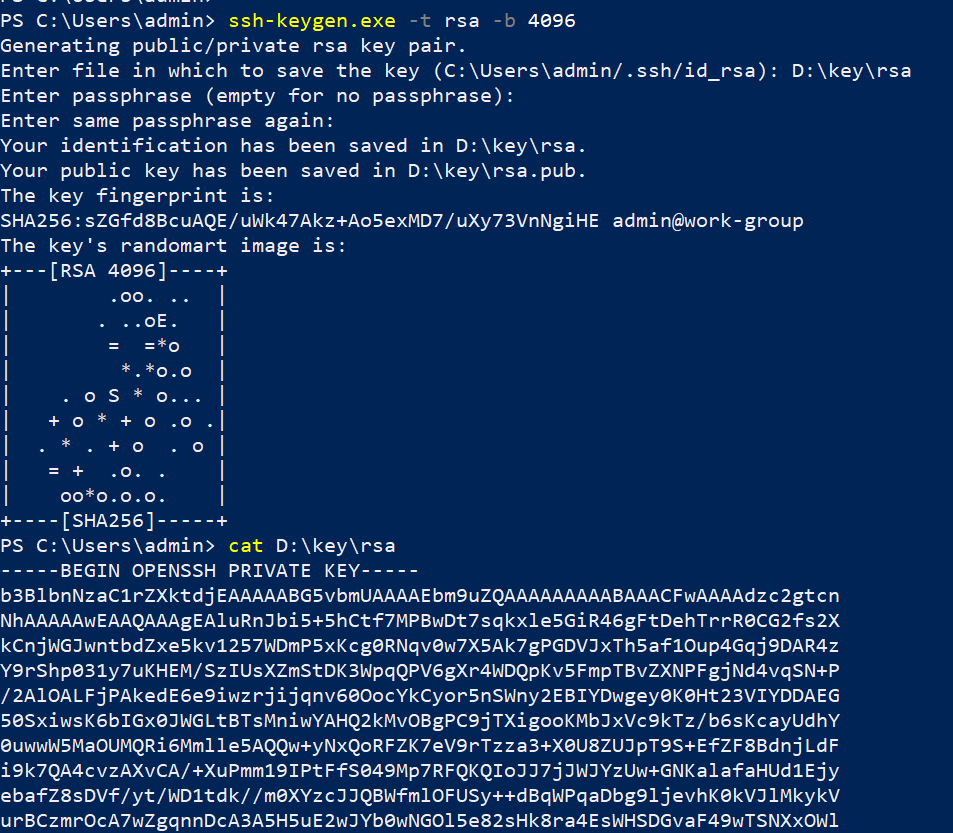 PS C:\Users\admin> ssh-keygen.exe -t rsa -b 4096
Generating public/private rsa key pair.
Enter file in which to save the key (C:\Users\admin/.ssh/id_rsa): D:\key\rsa
Enter passphrase (empty for no passphrase):
Enter same passphrase again:
Your identification has been saved in D:\key\rsa.
Your public key has been saved in D:\key\rsa.pub.
The key fingerprint is:
SHA256:sZGfd8BcuAQE/uWk47Akz+Ao5exMD7/uXy73VnNgiHE admin@work-group
The key's randomart image is:
+---[RSA 4096]----+
|        .oo. ..  |
|       . ..oE.   |
|        =  =*o   |
|         *.*o.o  |
|    . o S * o... |
|   + o * + o .o .|
|  . * . + o  . o |
|   = +  .o. .    |
|    oo*o.o.o.    |
+----[SHA256]-----+
PS C:\Users\admin> cat D:\key\rsa
-----BEGIN OPENSSH PRIVATE KEY-----
b3BlbnNzaC1rZXktdjEAAAAABG5vbmUAAAAEbm9uZQAAAAAAAAABAAACFwAAAAdzc2gtcn
NhAAAAAwEAAQAAAgEAluRnJbi5+5hCtf7MPBwDt7sqkxle5GiR46gFtDehTrrR0CG2fs2X
kCnjWGJwntbdZxe5kv1257WDmP5xKcg0RNqv0w7X5Ak7gPGDVJxTh5af1Oup4Gqj9DAR4z
Y9rShp031y7uKHEM/SzIUsXZmStDK3WpqQPV6gXr4WDQpKv5FmpTBvZXNPFgjNd4vqSN+P
/2AlOALFjPAkedE6e9iwzrjijqnv60OocYkCyor5nSWny2EBIYDwgey0K0Ht23VIYDDAEG
50SxiwsK6bIGx0JWGLtBTsMniwYAHQ2kMvOBgPC9jTXigooKMbJxVc9kTz/b6sKcayUdhY
0uwwW5MaOUMQRi6Mmlle5AQQw+yNxQoRFZK7eV9rTzza3+X0U8ZUJpT9S+EfZF8BdnjLdF
i9k7QA4cvzAXvCA/+XuPmm19IPtFfS049Mp7RFQKQIoJJ7jJWJYzUw+GNKalafaHUd1Ejy
ebafZ8sDVf/yt/WD1tdk//m0XYzcJJQBWfmlOFUSy++dBqWPqaDbg9ljevhK0kVJlMkykV
urBCzmrOcA7wZgqnnDcA3A5H5uE2wJYb0wNGOl5e82sHk8ra4EsWHSDGvaF49wTSNXxOWl